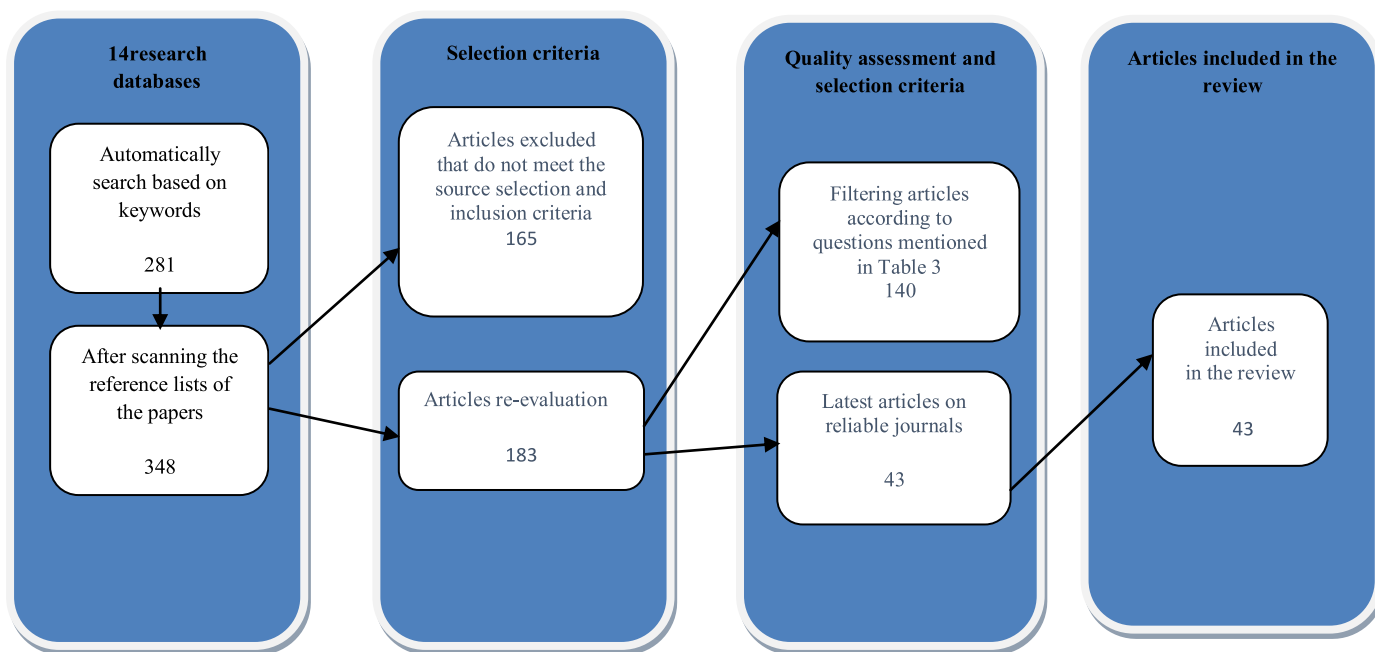 14research
databases
Automatically
search based on
keywords
281
After scanning the
reference lists of
the papers
348
Selection criteria
Articles excluded
that do not meet the
source selection and
inclusion criteria
165
Articles re-evaluation
183
Quality assessment and
selection criteria
Filtering articles
according to
questions mentioned
in Table 3
140
Latest articles on
reliable journals
43
Articles included in the
review
Articles
included
in the review
43